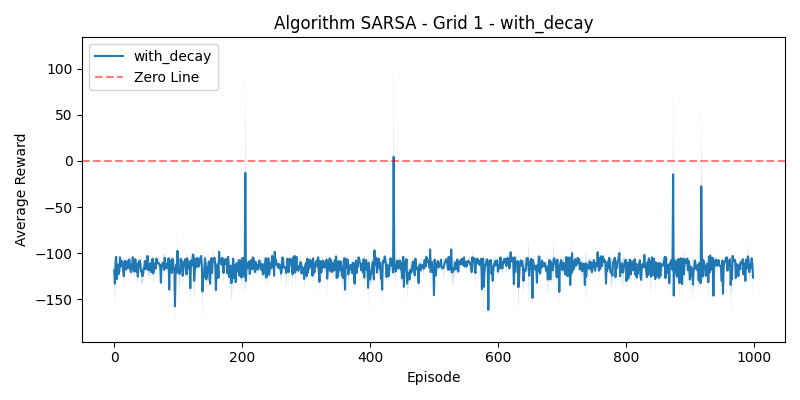 Algorithm SARSA - Grid 1 - with_decay
with_decay
Zero Line
100
50
0
−50
−100
−150
Average Reward
0
200
400
600
800
1000
Episode